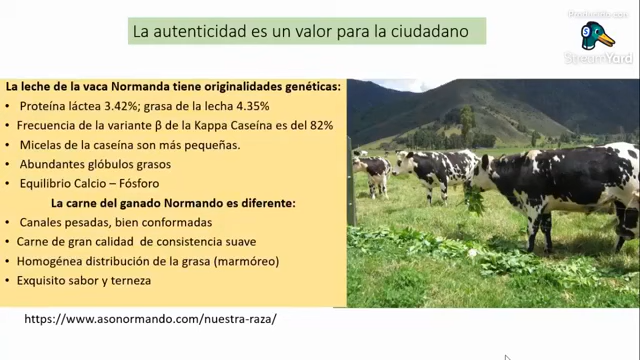 La autenticidad es un valor para la ciudadano
Producido con
StreamYard
La leche de la vaca Normanda tiene originalidades genéticas:
• Proteína láctea 3.42%; grasa de la lecha 4.35%
• Frecuencia de la variante β de la Kappa Caseína es del 82%
• Micelas de la caseína son más pequeñas.
• Abundantes glóbulos grasos
• Equilibrio Calcio – Fósforo
La carne del ganado Normando es diferente:
• Canales pesadas, bien conformadas
• Carne de gran calidad de consistencia suave
• Homogénea distribución de la grasa (marmóreo)
• Exquisito sabor y terneza
https://www.asonormando.com/nuestra-raza/